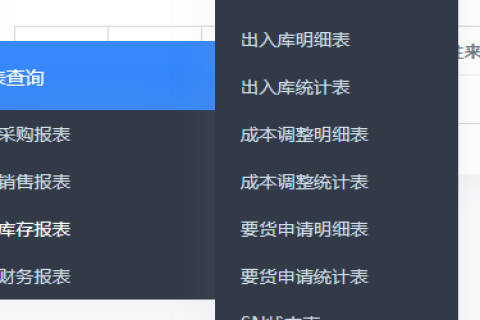 表查询
采购报表
销售报表
库存报表
财务报表
出入库明细表
出入库统计表
成本调整明细表
成本调整统计表
要货申请明细表
要货申请统计表
往来